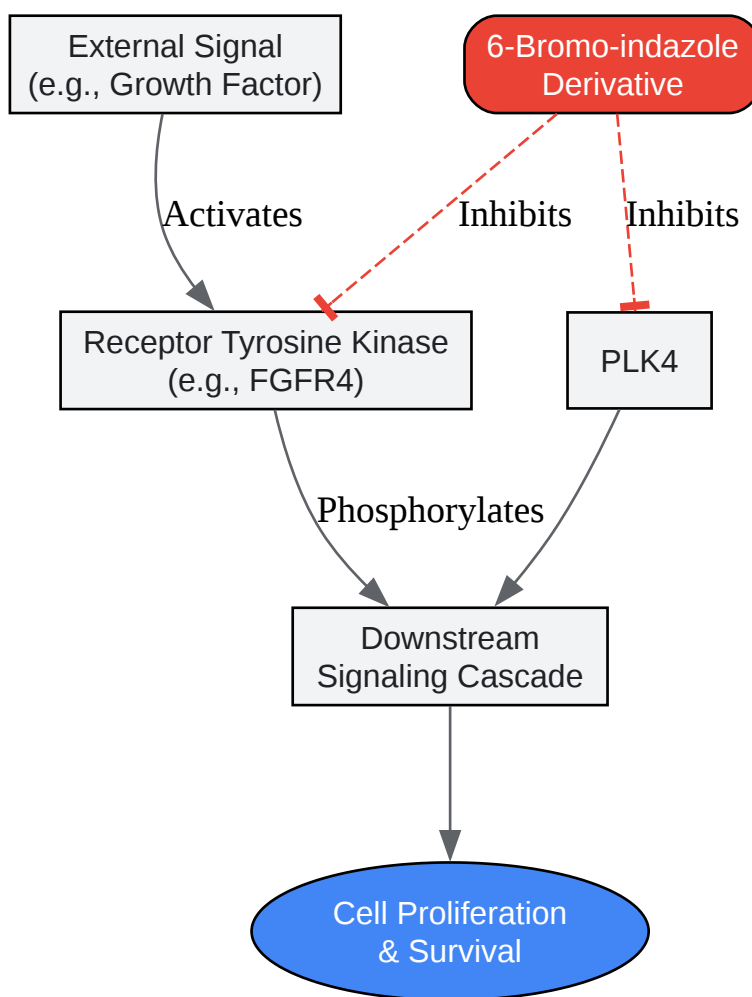 External Signal
(e.g., Growth Factor)
6-Bromo-indazole
Derivative
Activates
Inhibits
Inhibits
Receptor Tyrosine Kinase
(e.g., FGFR4)
PLK4
Phosphorylates
Downstream
Signaling Cascade
Cell Proliferation
& Survival